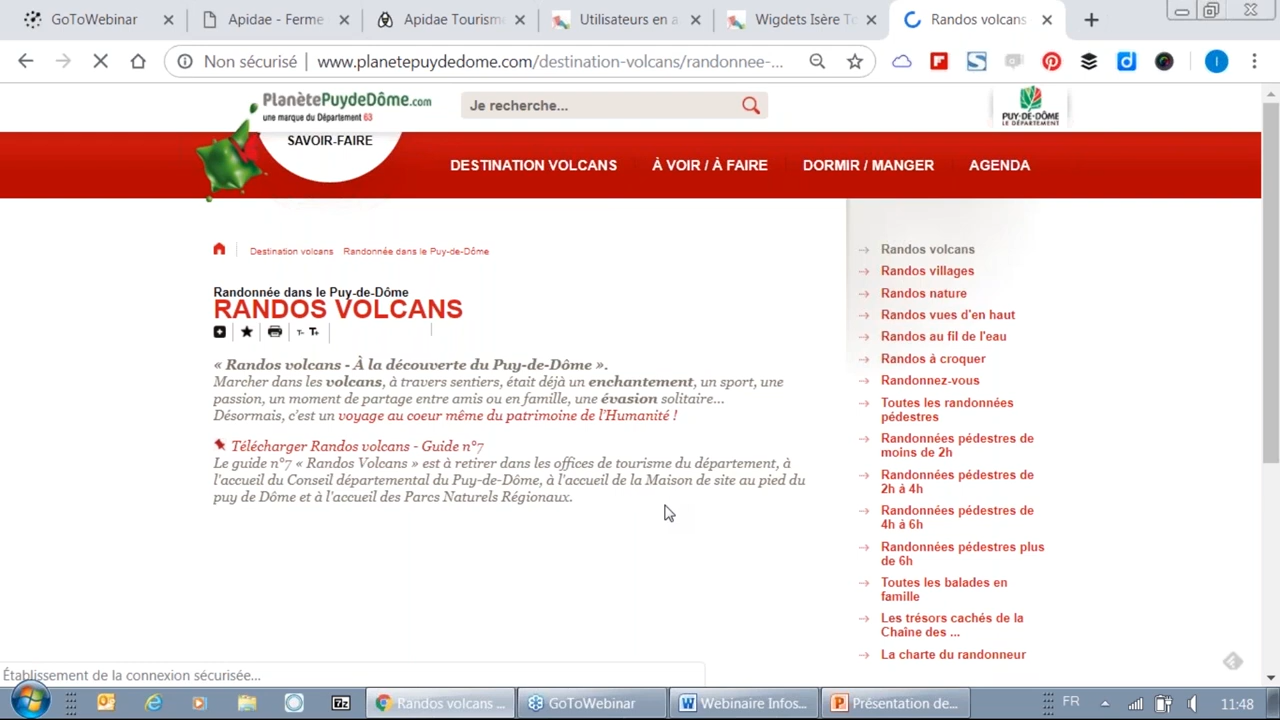 GoToWebinar
Apidae - Ferme
Apidae Tourism
Utilisateurs en a
Wigdets Isère To
Randos volcans
Non sécurisé
www.planetepuydedome.com/destination-volcans/randonnee-...
PlanètePuydeDôme.com
une marque du Département 63
SAVOIR-FAIRE
Je recherche...
PUY-DE-DÔME
LE DÉPARTEMENT
DESTINATION VOLCANS
À VOIR / À FAIRE
DORMIR / MANGER
AGENDA
Destination volcans
Randonnée dans le Puy-de-Dôme
Randonnée dans le Puy-de-Dôme
RANDOS VOLCANS
T- T+
« Randos volcans - À la découverte du Puy-de-Dôme ».
Marcher dans les volcans, à travers sentiers, était déjà un enchantement, un sport, une
passion, un moment de partage entre amis ou en famille, une évasion solitaire...
Désormais, c'est un voyage au coeur même du patrimoine de l'Humanité !
Télécharger Randos volcans - Guide n°7
Le guide n°7 « Randos Volcans » est à retirer dans les offices de tourisme du département, à
l'accueil du Conseil départemental du Puy-de-Dôme, à l'accueil de la Maison de site au pied du
puy de Dôme et à l'accueil des Parcs Naturels Régionaux.
Randos volcans
Randos villages
Randos nature
Randos vues d'en haut
Randos au fil de l'eau
Randos à croquer
Randonnez-vous
Toutes les randonnées
pédestres
Randonnées pédestres de
moins de 2h
Randonnées pédestres de
2h à 4h
Randonnées pédestres de
4h à 6h
Randonnées pédestres plus
de 6h
Toutes les balades en
famille
Les trésors cachés de la
Chaîne des ...
La charte du randonneur
Établissement de la connexion sécurisée...
Randos volcans ...
GoToWebinar
Webinaire Infos...
Présentation de...
FR
11:48